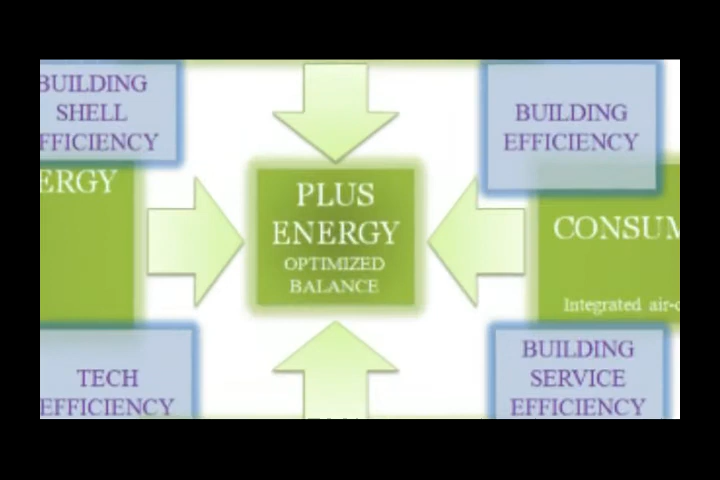 BUILDING
SHELL
FFICIENCY
BUILDING
EFFICIENCY
ERGY
PLUS
ENERGY
OPTIMIZED
BALANCE
CONSUM
Integrated air-c
TECH
EFFICIENCY
BUILDING
SERVICE
EFFICIENCY